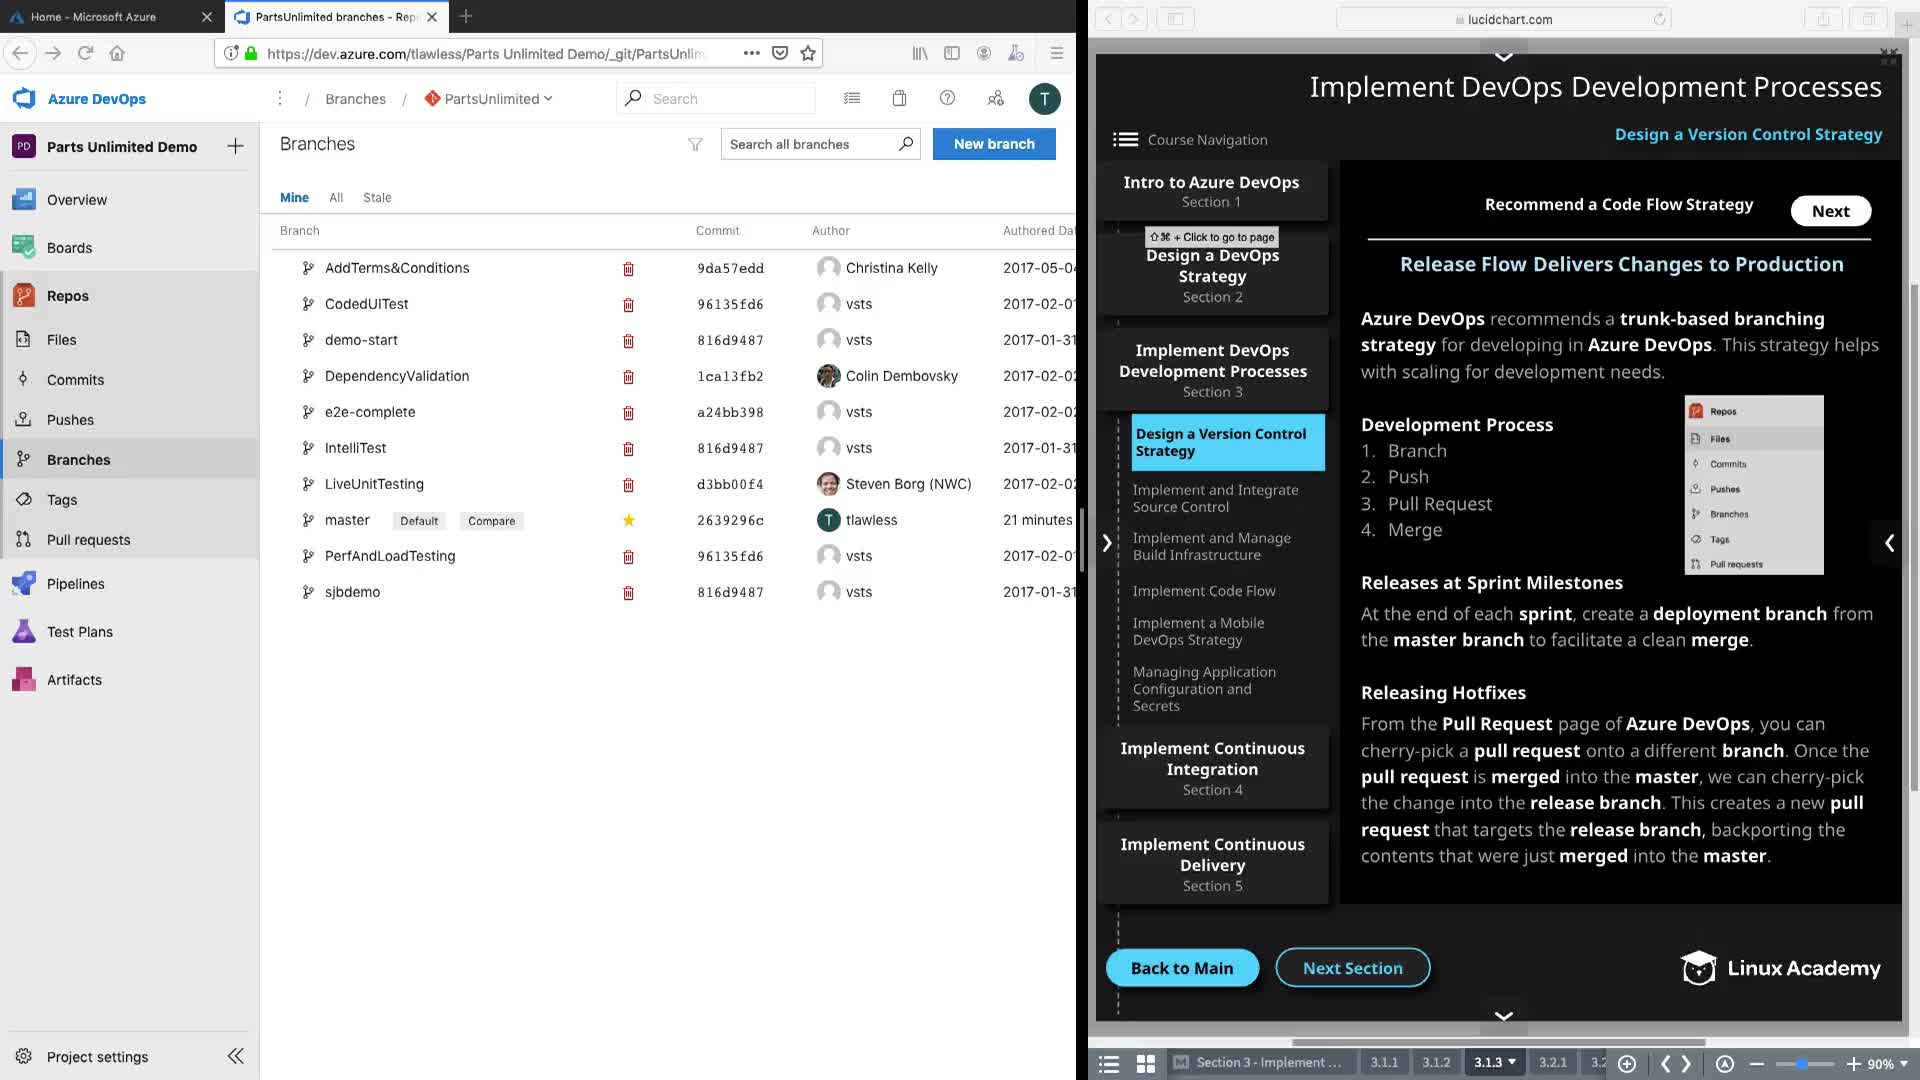 Home - Microsoft Azure
PartsUnlimited branches - Rep
https://dev.azure.com/tlawless/Parts Unlimited Demo/_git/PartsUnlim
Azure DevOps
/ Branches / PartsUnlimited
Search
T
PD Parts Unlimited Demo
Overview
Boards
Repos
Files
Commits
Pushes
Branches
Tags
Pull requests
Pipelines
Test Plans
Artifacts
Project settings
Branches
Search all branches
New branch
Mine All Stale
Branch Commit Author Authored Dat
AddTerms&Conditions 9da57edd Christina Kelly 2017-05-04
CodedUITest 96135fd6 vsts 2017-02-01
demo-start 816d9487 vsts 2017-01-31
DependencyValidation 1ca13fb2 Colin Dembovsky 2017-02-02
e2e-complete a24bb398 vsts 2017-02-02
IntelliTest 816d9487 vsts 2017-01-31
LiveUnitTesting d3bb00f4 Steven Borg (NWC) 2017-02-02
master Default Compare 2639296c T tlawless 21 minutes
PerfAndLoadTesting 96135fd6 vsts 2017-02-01
sjbdemo 816d9487 vsts 2017-01-31
lucidchart.com
Implement DevOps Development Processes
Course Navigation
Design a Version Control Strategy
Intro to Azure DevOps
Section 1
⇧⌘ + Click to go to page
Design a DevOps
Strategy
Section 2
Implement DevOps
Development Processes
Section 3
Design a Version Control
Strategy
Implement and Integrate
Source Control
Implement and Manage
Build Infrastructure
Implement Code Flow
Implement a Mobile
DevOps Strategy
Managing Application
Configuration and
Secrets
Implement Continuous
Integration
Section 4
Implement Continuous
Delivery
Section 5
Recommend a Code Flow Strategy
Next
Release Flow Delivers Changes to Production
Azure DevOps recommends a trunk-based branching
strategy for developing in Azure DevOps. This strategy helps
with scaling for development needs.
Development Process
1. Branch
2. Push
3. Pull Request
4. Merge
Repos
Files
Commits
Pushes
Branches
Tags
Pull requests
Releases at Sprint Milestones
At the end of each sprint, create a deployment branch from
the master branch to facilitate a clean merge.
Releasing Hotfixes
From the Pull Request page of Azure DevOps, you can
cherry-pick a pull request onto a different branch. Once the
pull request is merged into the master, we can cherry-pick
the change into the release branch. This creates a new pull
request that targets the release branch, backporting the
contents that were just merged into the master.
Back to Main
Next Section
Linux Academy
M Section 3 - Implement ... 3.1.1 3.1.2 3.1.3 3.2.1 3.2 90%